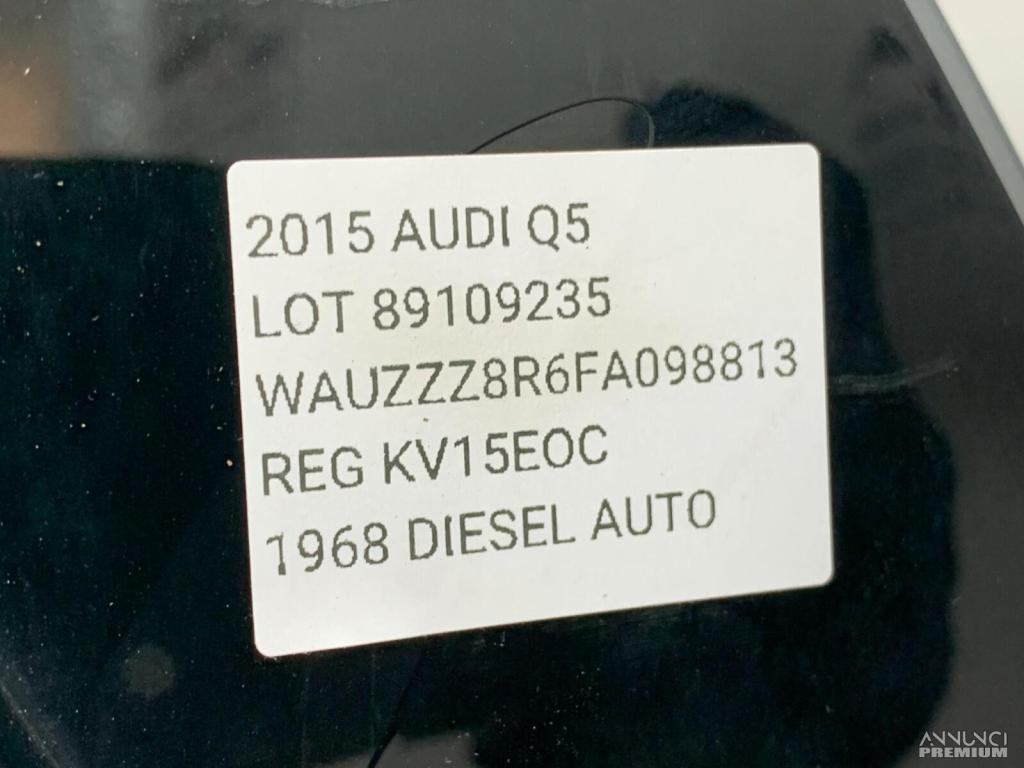 2015 AUDI Q5
LOT 89109235
WAUZZZ8R6FA098813
REG KV15EOC
1968 DIESEL AUTO
ANNUNCI
PREMIUM